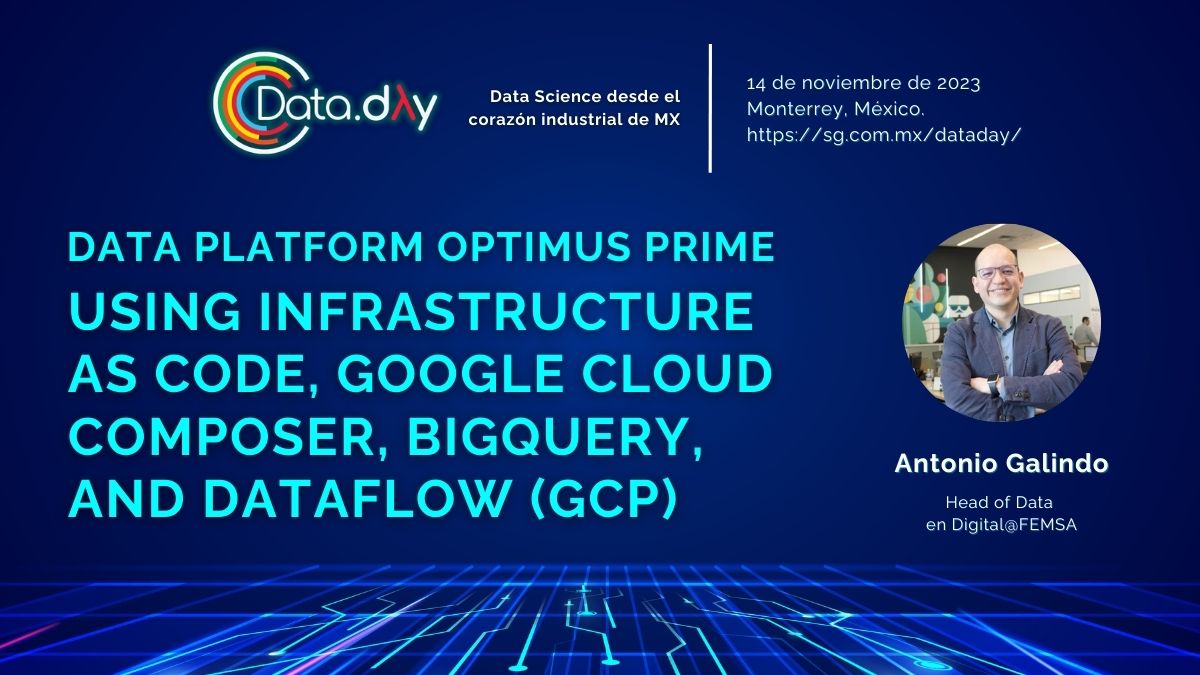 Data.day
Data Science desde el
corazón industrial de MX
14 de noviembre de 2023
Monterrey, México.
https://sg.com.mx/dataday/
DATA PLATFORM OPTIMUS PRIME
USING INFRASTRUCTURE
AS CODE, GOOGLE CLOUD
COMPOSER, BIGQUERY,
AND DATAFLOW (GCP)
Antonio Galindo
Head of Data
en Digital@FEMSA